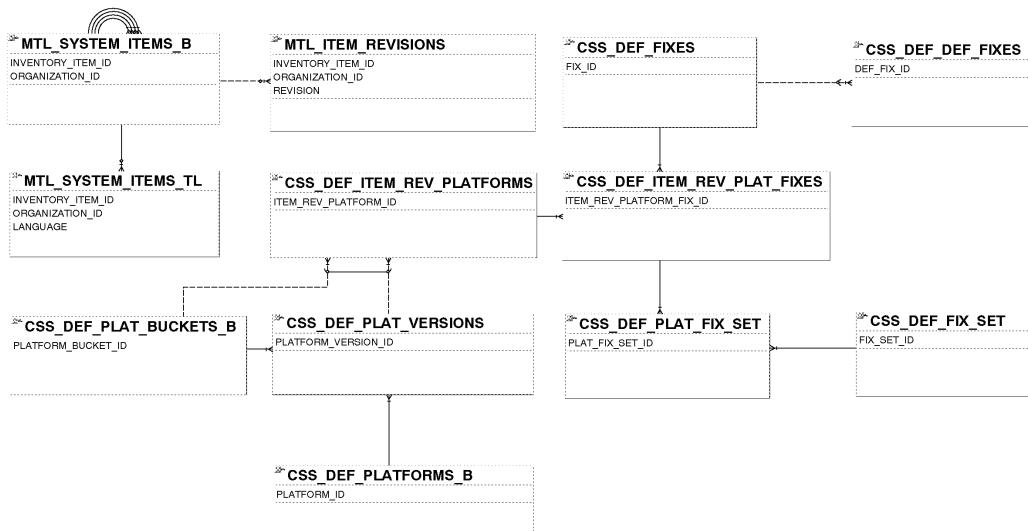 MTL_SYSTEM_ITEMS_B
INVENTORY_ITEM_ID
ORGANIZATION_ID
MTL_ITEM_REVISIONS
INVENTORY_ITEM_ID
ORGANIZATION_ID
REVISION
CSS_DEF_FIXES
FIX_ID
CSS_DEF_DEF_FIXES
DEF_FIX_ID
MTL_SYSTEM_ITEMS_TL
INVENTORY_ITEM_ID
ORGANIZATION_ID
LANGUAGE
CSS_DEF_ITEM_REV_PLATFORMS
ITEM_REV_PLATFORM_ID
CSS_DEF_ITEM_REV_PLAT_FIXES
ITEM_REV_PLATFORM_FIX_ID
CSS_DEF_PLAT_BUCKETS_B
PLATFORM_BUCKET_ID
CSS_DEF_PLAT_VERSIONS
PLATFORM_VERSION_ID
CSS_DEF_PLAT_FIX_SET
PLAT_FIX_SET_ID
CSS_DEF_FIX_SET
FIX_SET_ID
CSS_DEF_PLATFORMS_B
PLATFORM_ID